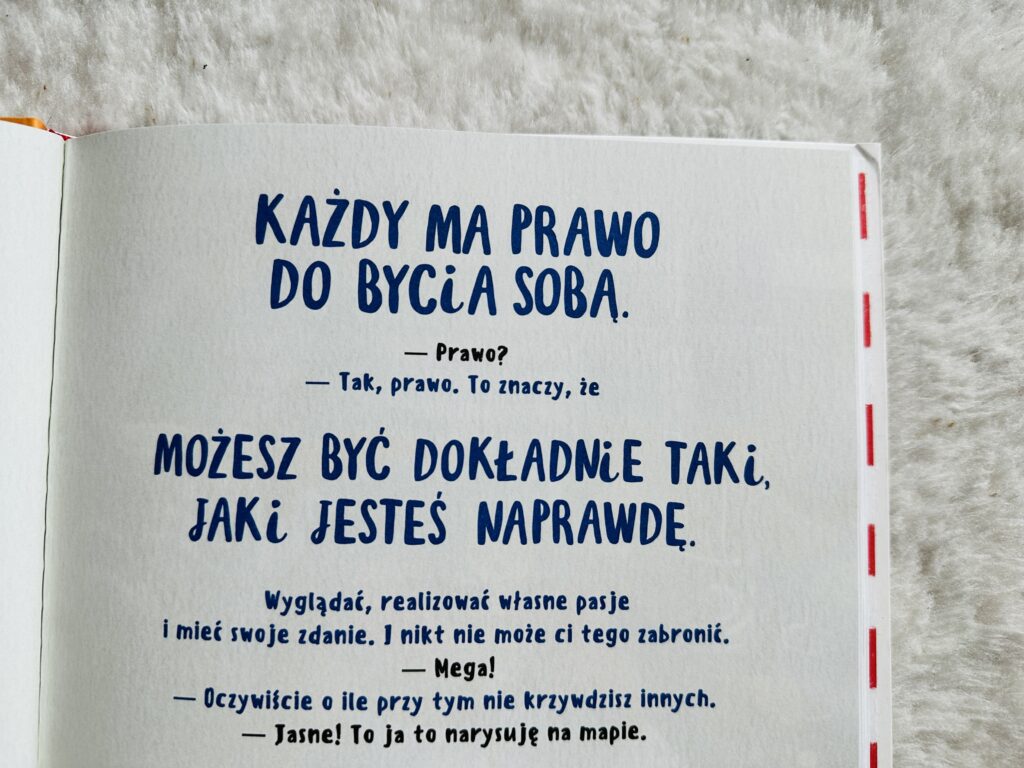 KAŻDY MA PRAWO
DO BYCiA SOBĄ.
— Prawo?
— Tak, prawo. To znaczy, że
MOŻESZ BYĆ DOKŁADNiE TAKi,
JAKi JESTEŚ NAPRAWDĘ.
Wyglądać, realizować własne pasje
i mieć swoje zdanie. I nikt nie może ci tego zabronić.
— Mega!
— Oczywiście o ile przy tym nie krzywdzisz innych.
— Jasne! To ja to narysuję na mapie.